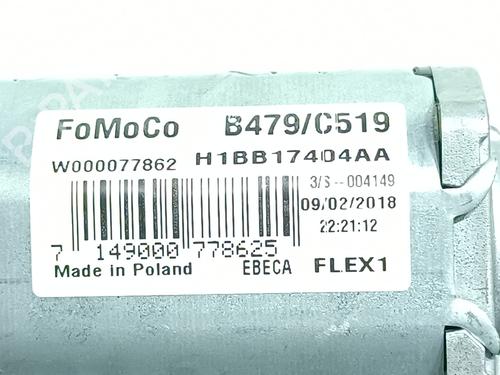 FoMoCo B479/C519
W000077862 H1BB17404AA
3/S--004149
09/02/2018
22:21:12
7 149000 778625
Made in Poland EBECA FLEX1